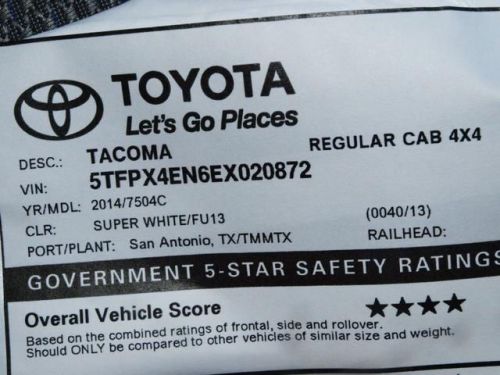 TOYOTA
Let's Go Places
DESC.: TACOMA REGULAR CAB 4X4
VIN: 5TFPX4EN6EX020872
YR/MDL: 2014/7504C
CLR: SUPER WHITE/FU13 (0040/13)
PORT/PLANT: San Antonio, TX/TMMTX RAILHEAD:
GOVERNMENT 5-STAR SAFETY RATINGS
Overall Vehicle Score ★★★★
Based on the combined ratings of frontal, side and rollover.
Should ONLY be compared to other vehicles of similar size and weight.